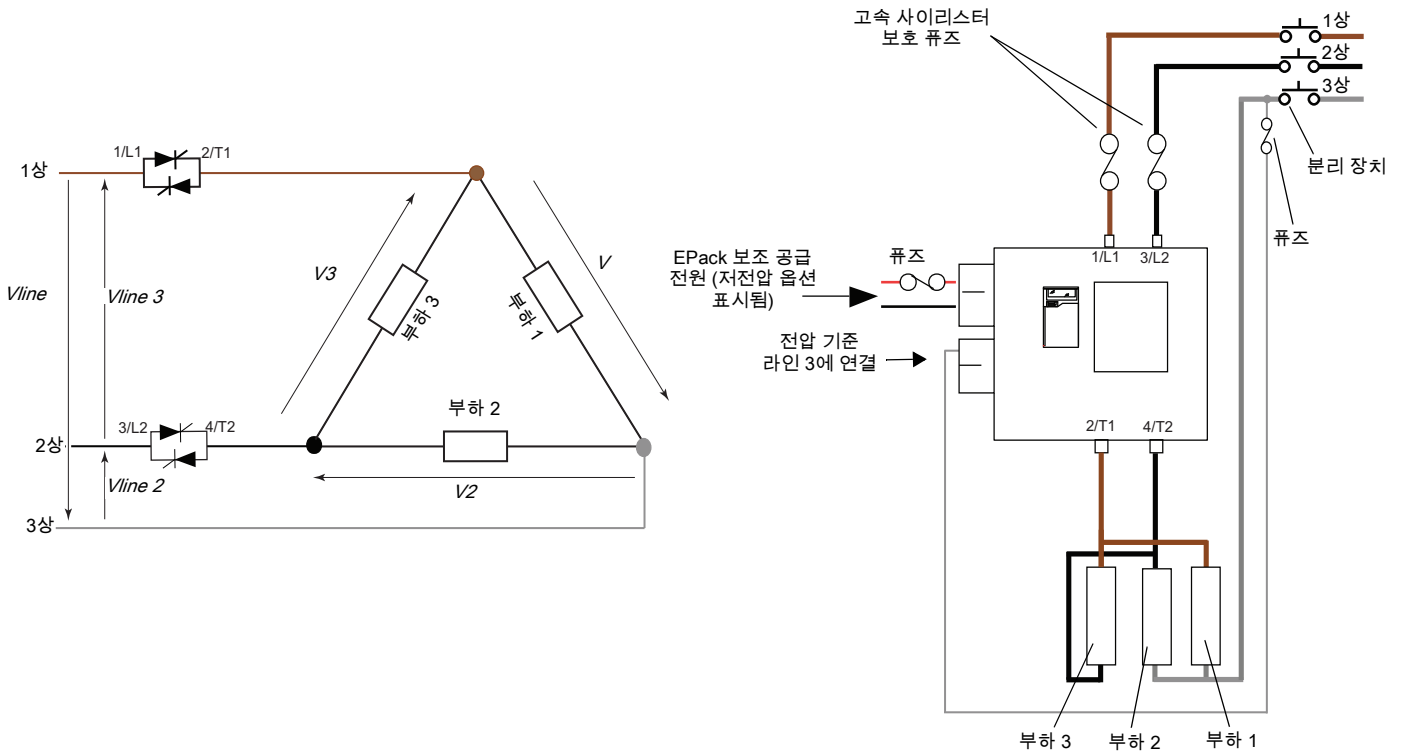 1상
1/L1
2/T1
V3
V
Vline
Vline 3
부하 3
부하 1
부하 2
3/L2
4/T2
2상
Vline 2
V2
3상
고속 사이리스터
보호 퓨즈
1상
2상
3상
분리 장치
퓨즈
EPack 보조 공급
전원 (저전압 옵션
표시됨)
퓨즈
1/L1
3/L2
전압 기준
라인 3에 연결
2/T1
4/T2
부하 3
부하 2
부하 1